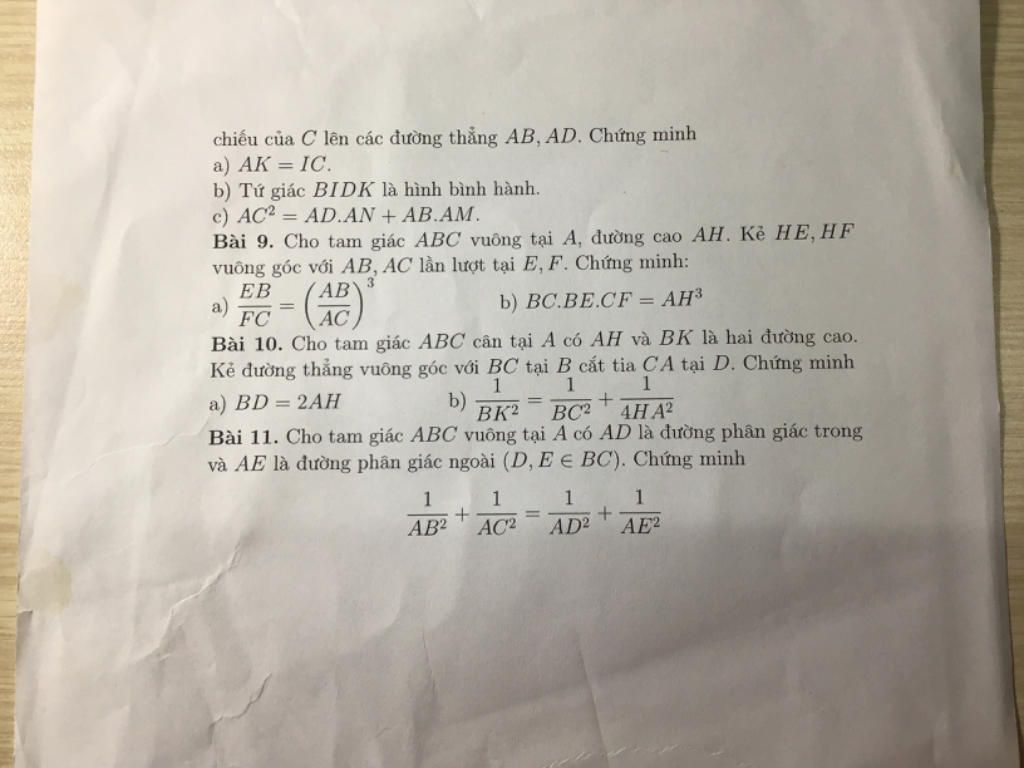 chiếu của C lên các đường thẳng AB, AD. Chứng minh
a) AK = IC.
b) Tứ giác BIDK là hình bình hành.
c) AC² = AD.AN + AB.AM.
Bài 9. Cho tam giác ABC vuông tại A, đường cao AH. Kẻ HE, HF
vuông góc với AB, AC lần lượt tại E, F. Chứng minh:
a) EB/FC = (AB/AC)³ b) BC.BE.CF = AH³
Bài 10. Cho tam giác ABC cân tại A có AH và BK là hai đường cao.
Kẻ đường thẳng vuông góc với BC tại B cắt tia CA tại D. Chứng minh
a) BD = 2AH b) 1/BK² = 1/BC² + 1/4HA²
Bài 11. Cho tam giác ABC vuông tại A có AD là đường phân giác trong
và AE là đường phân giác ngoài (D, E ∈ BC). Chứng minh
1/AB² + 1/AC² = 1/AD² + 1/AE²